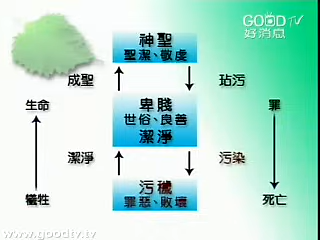 GOOD TV
好消息
神聖
聖潔、敬虔
成聖
玷污
生命
卑賤
世俗、良善
潔淨
罪
潔淨
污染
犧牲
污穢
罪惡、敗壞
死亡
www.goodtv.tv